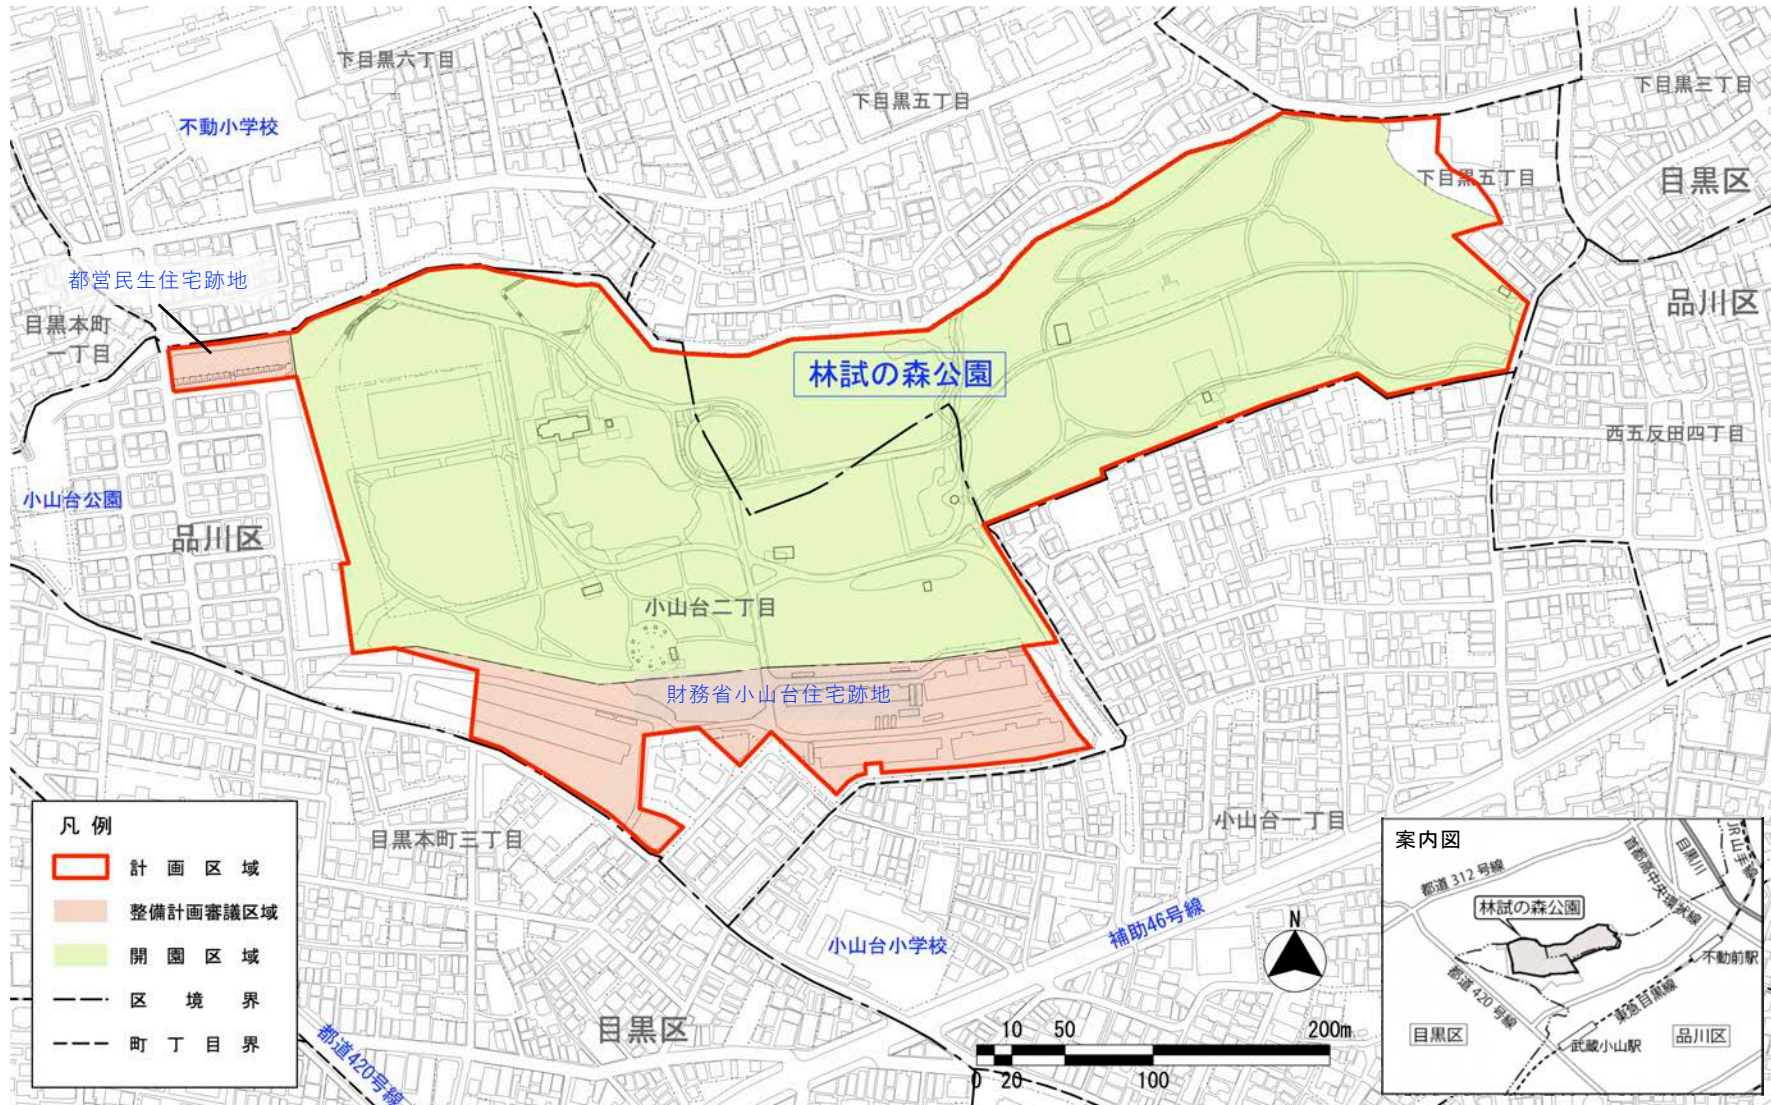 下目黒六丁目
下目黒五丁目
下目黒三丁目
不動小学校
下目黒五丁目
目黒区
都営民生住宅跡地
品川区
目黒本町
一丁目
林試の森公園
西五反田四丁目
小山台公園
品川区
小山台二丁目
財務省小山台住宅跡地
目黒本町三丁目
小山台一丁目
小山台小学校
補助46号線
目黒区
都道420号線
凡 例
計 画 区 域
整備計画審議区域
開 園 区 域
区 境 界
町 丁 目 界
N
10 50 200m
0 20 100
案内図
都道 312 号線
首都高中央環状線
目黒川
JR山手線
林試の森公園
不動前駅
都道 420 号線
東急目黒線
目黒区
武蔵小山駅
品川区